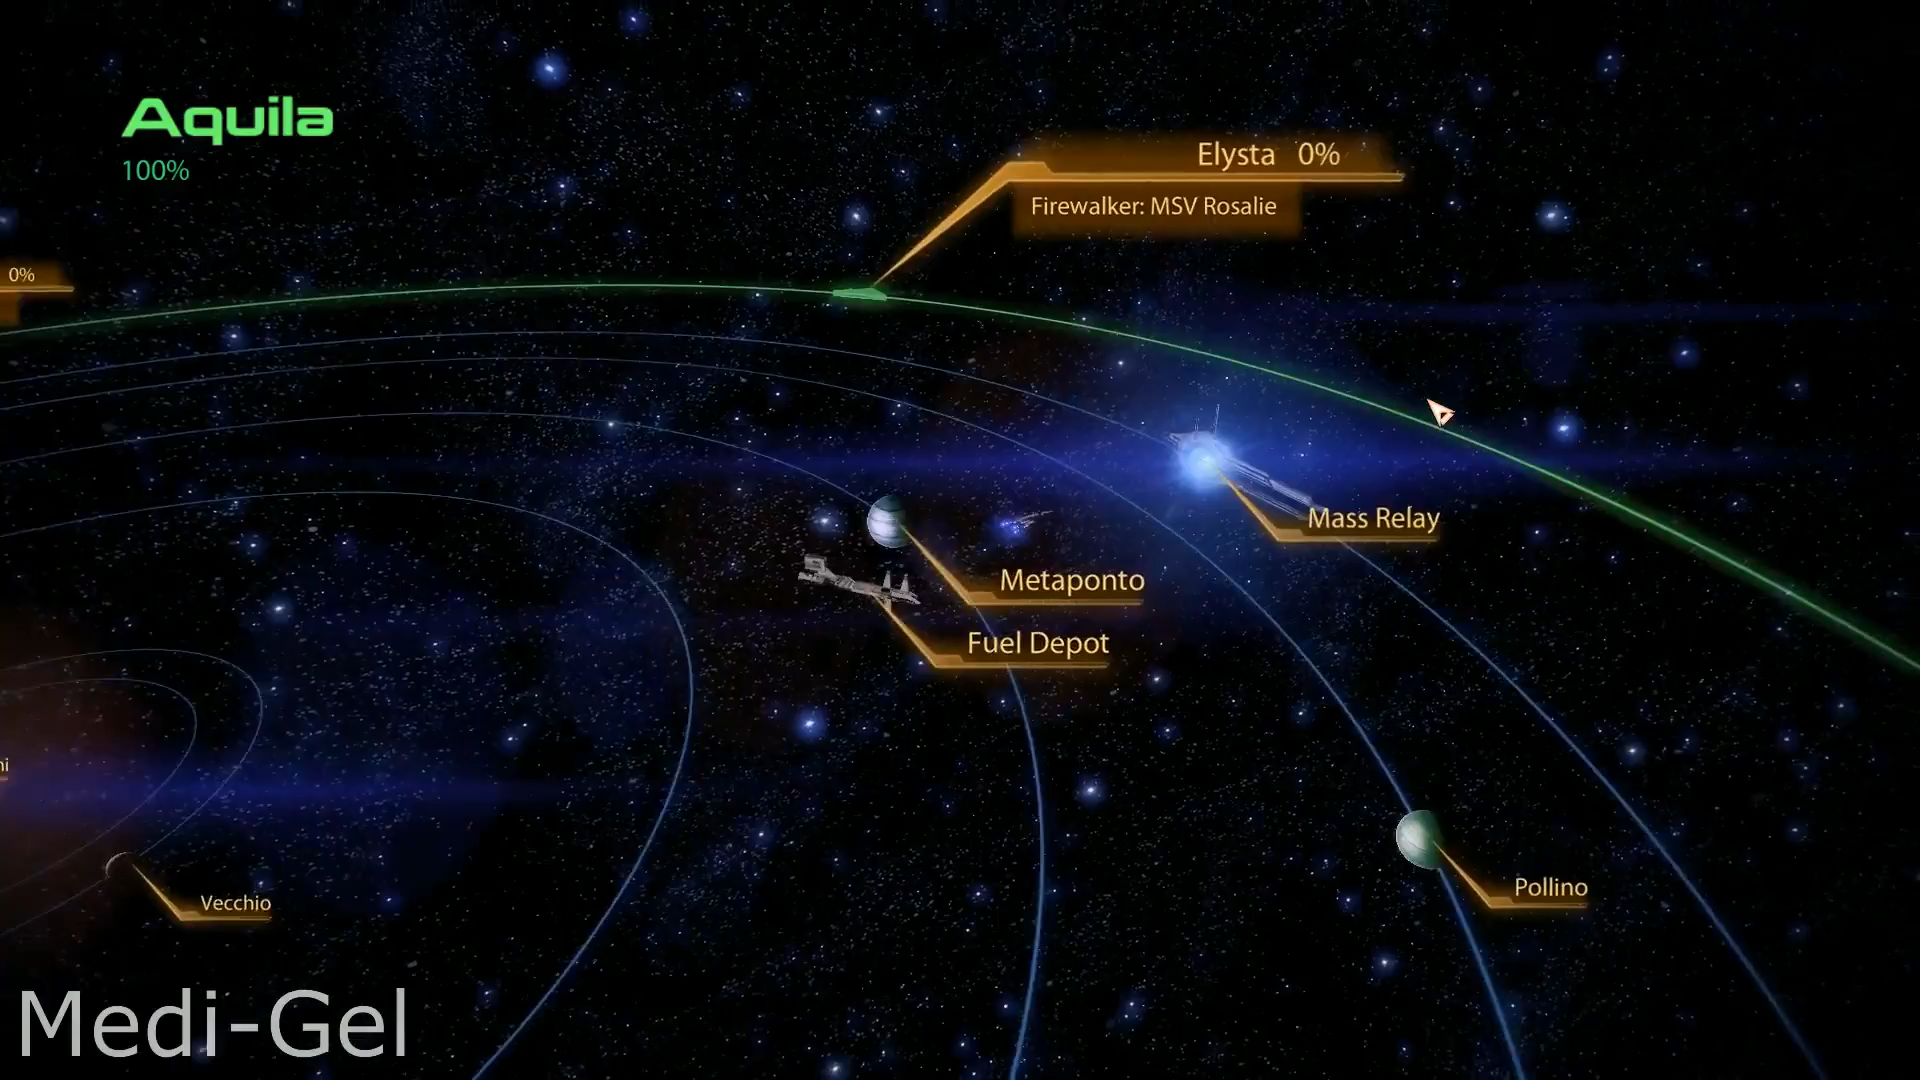 Aquila
100%
Elysta 0%
Firewalker: MSV Rosalie
0%
Mass Relay
Metaponto
Fuel Depot
Pollino
Vecchio
Medi-Gel